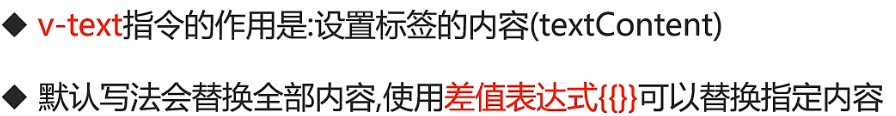 ◆ v-text指令的作用是:设置标签的内容(textContent)
◆ 默认写法会替换全部内容,使用差值表达式{{}}可以替换指定内容